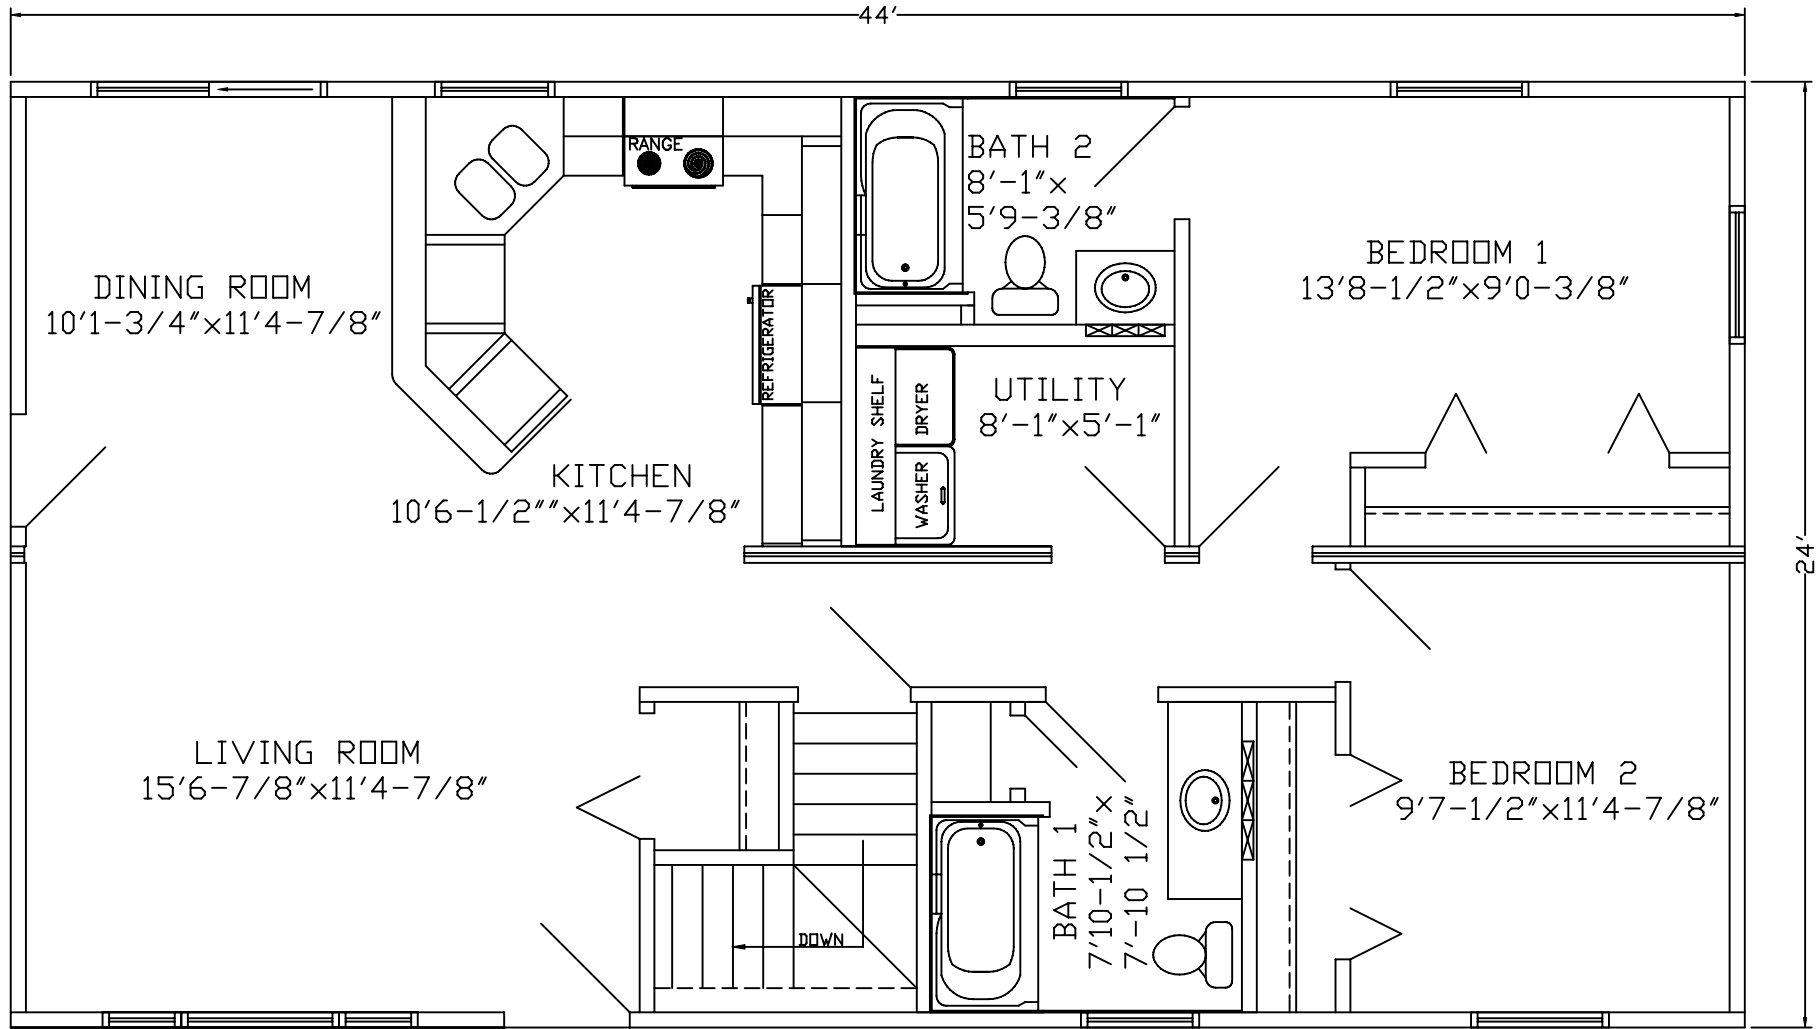 44'
RANGE
BATH 2
8'-1"x
5'9-3/8"
BEDROOM 1
13'8-1/2"x9'0-3/8"
DINING ROOM
10'1-3/4"x11'4-7/8"
REFRIGERATOR
LAUNDRY SHELF
DRYER
WASHER
UTILITY
8'-1"x5'-1"
KITCHEN
10'6-1/2""x11'4-7/8"
24'
LIVING ROOM
15'6-7/8"x11'4-7/8"
DOWN
BATH 1
7'10-1/2"x
7'-10 1/2"
BEDROOM 2
9'7-1/2"x11'4-7/8"